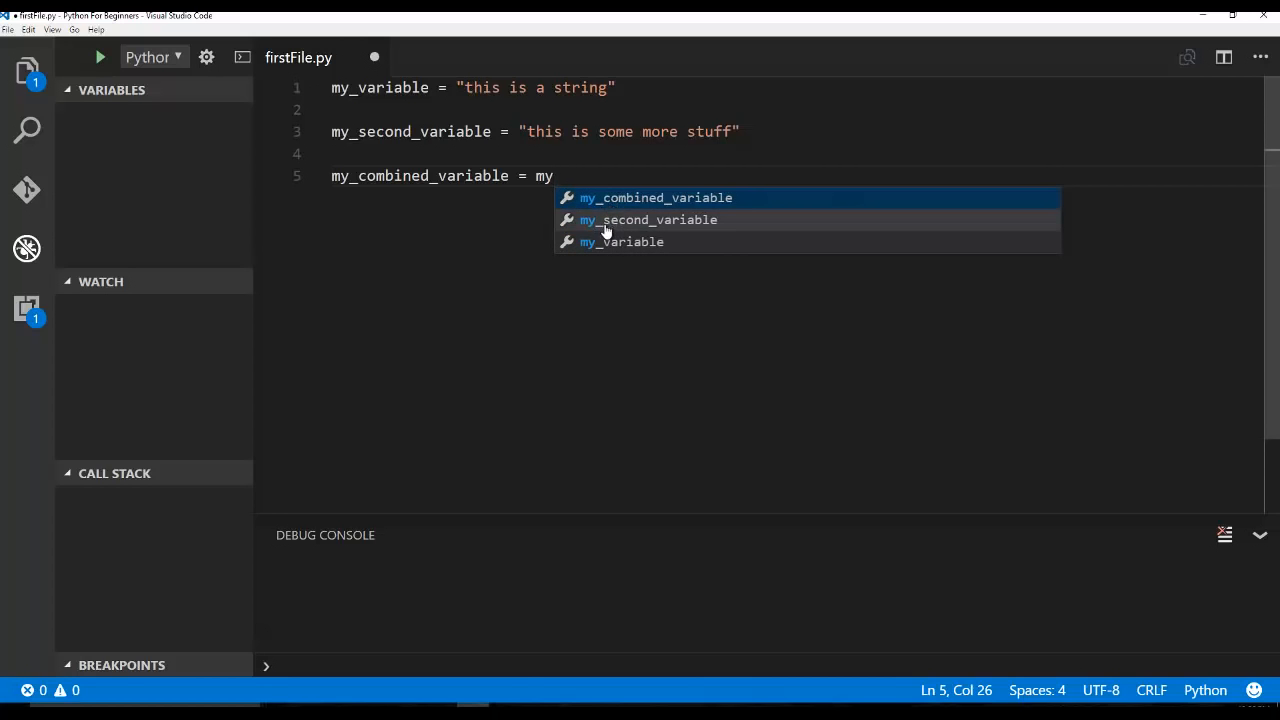 ● firstFile.py - Python For Beginners - Visual Studio Code
File Edit View Go Help
Python
firstFile.py
1
VARIABLES
1 my_variable = "this is a string"
2
3 my_second_variable = "this is some more stuff"
4
5 my_combined_variable = my
my_combined_variable
my_second_variable
my_variable
WATCH
1
CALL STACK
DEBUG CONSOLE
BREAKPOINTS
0 0
Ln 5, Col 26 Spaces: 4 UTF-8 CRLF Python